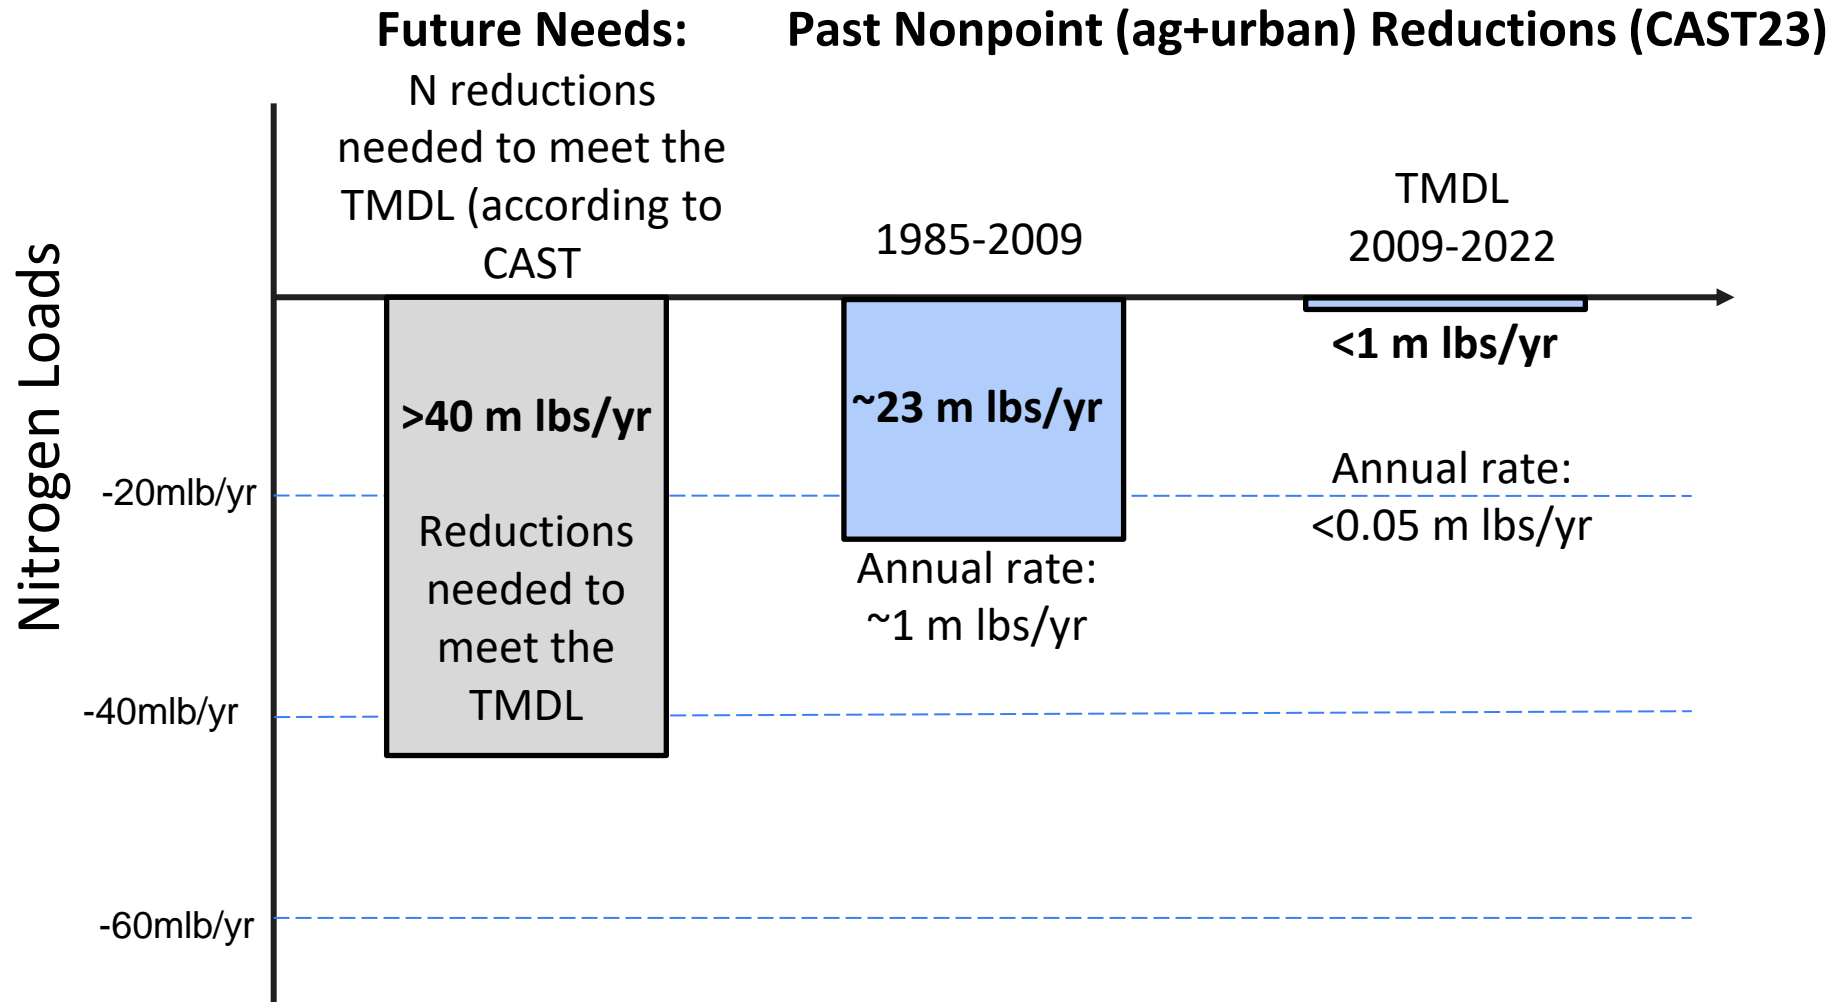 Future Needs:
N reductions
needed to meet the
TMDL (according to
CAST
Past Nonpoint (ag+urban) Reductions (CAST23)
1985-2009
TMDL
2009-2022
Nitrogen Loads
-20mlb/yr
-40mlb/yr
-60mlb/yr
>40 m lbs/yr
Reductions
needed to
meet the
TMDL
~23 m lbs/yr
Annual rate:
~1 m lbs/yr
<1 m lbs/yr
Annual rate:
<0.05 m lbs/yr